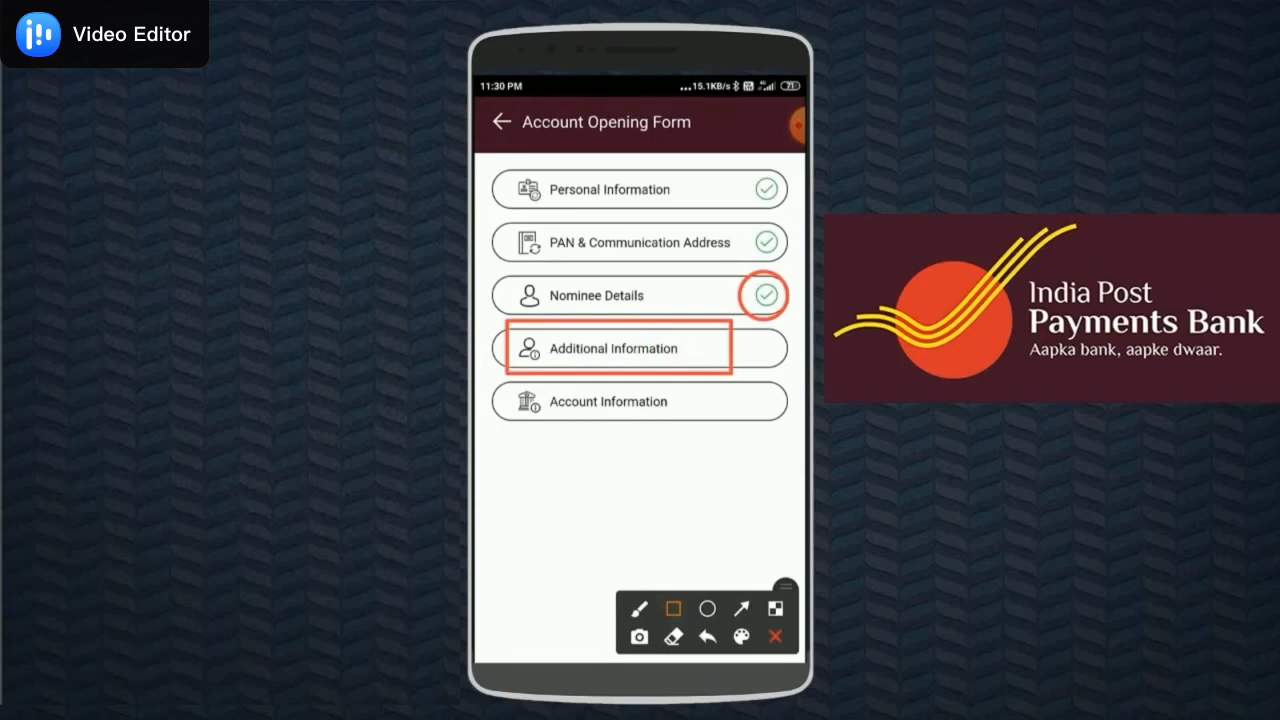 Video Editor
11:30 PM
...15.1KB/s
71
Account Opening Form
Personal Information
PAN & Communication Address
Nominee Details
Additional Information
Account Information
India Post
Payments Bank
Aapka bank, aapke dwaar.